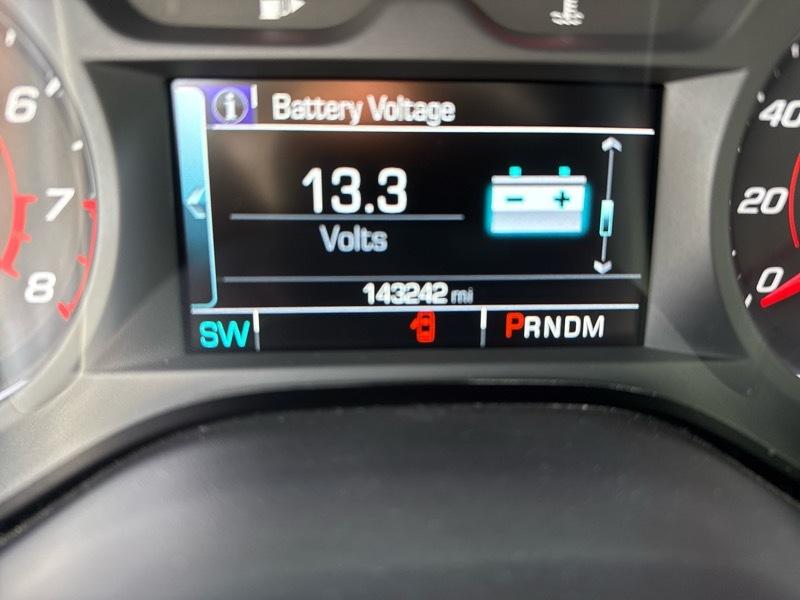 Battery Voltage
13.3
Volts
143242 mi
SW
PRNDM
6
7
8
40
20
0